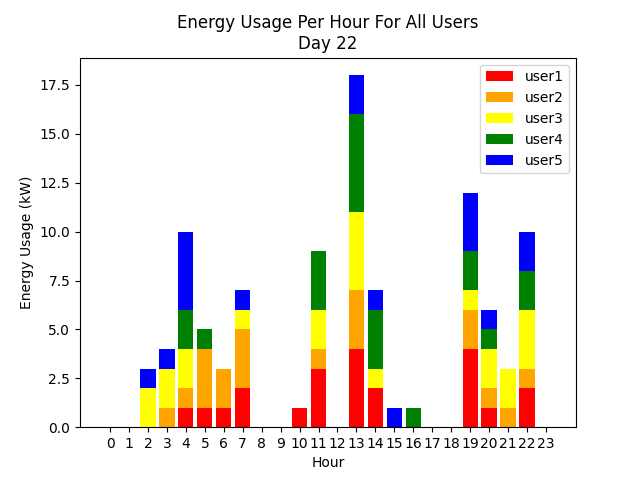 Energy Usage Per Hour For All Users
Day 22
user1
user2
user3
user4
user5
Energy Usage (kW)
17.5
15.0
12.5
10.0
7.5
5.0
2.5
0.0
0 1 2 3 4 5 6 7 8 9 10 11 12 13 14 15 16 17 18 19 20 21 22 23
Hour